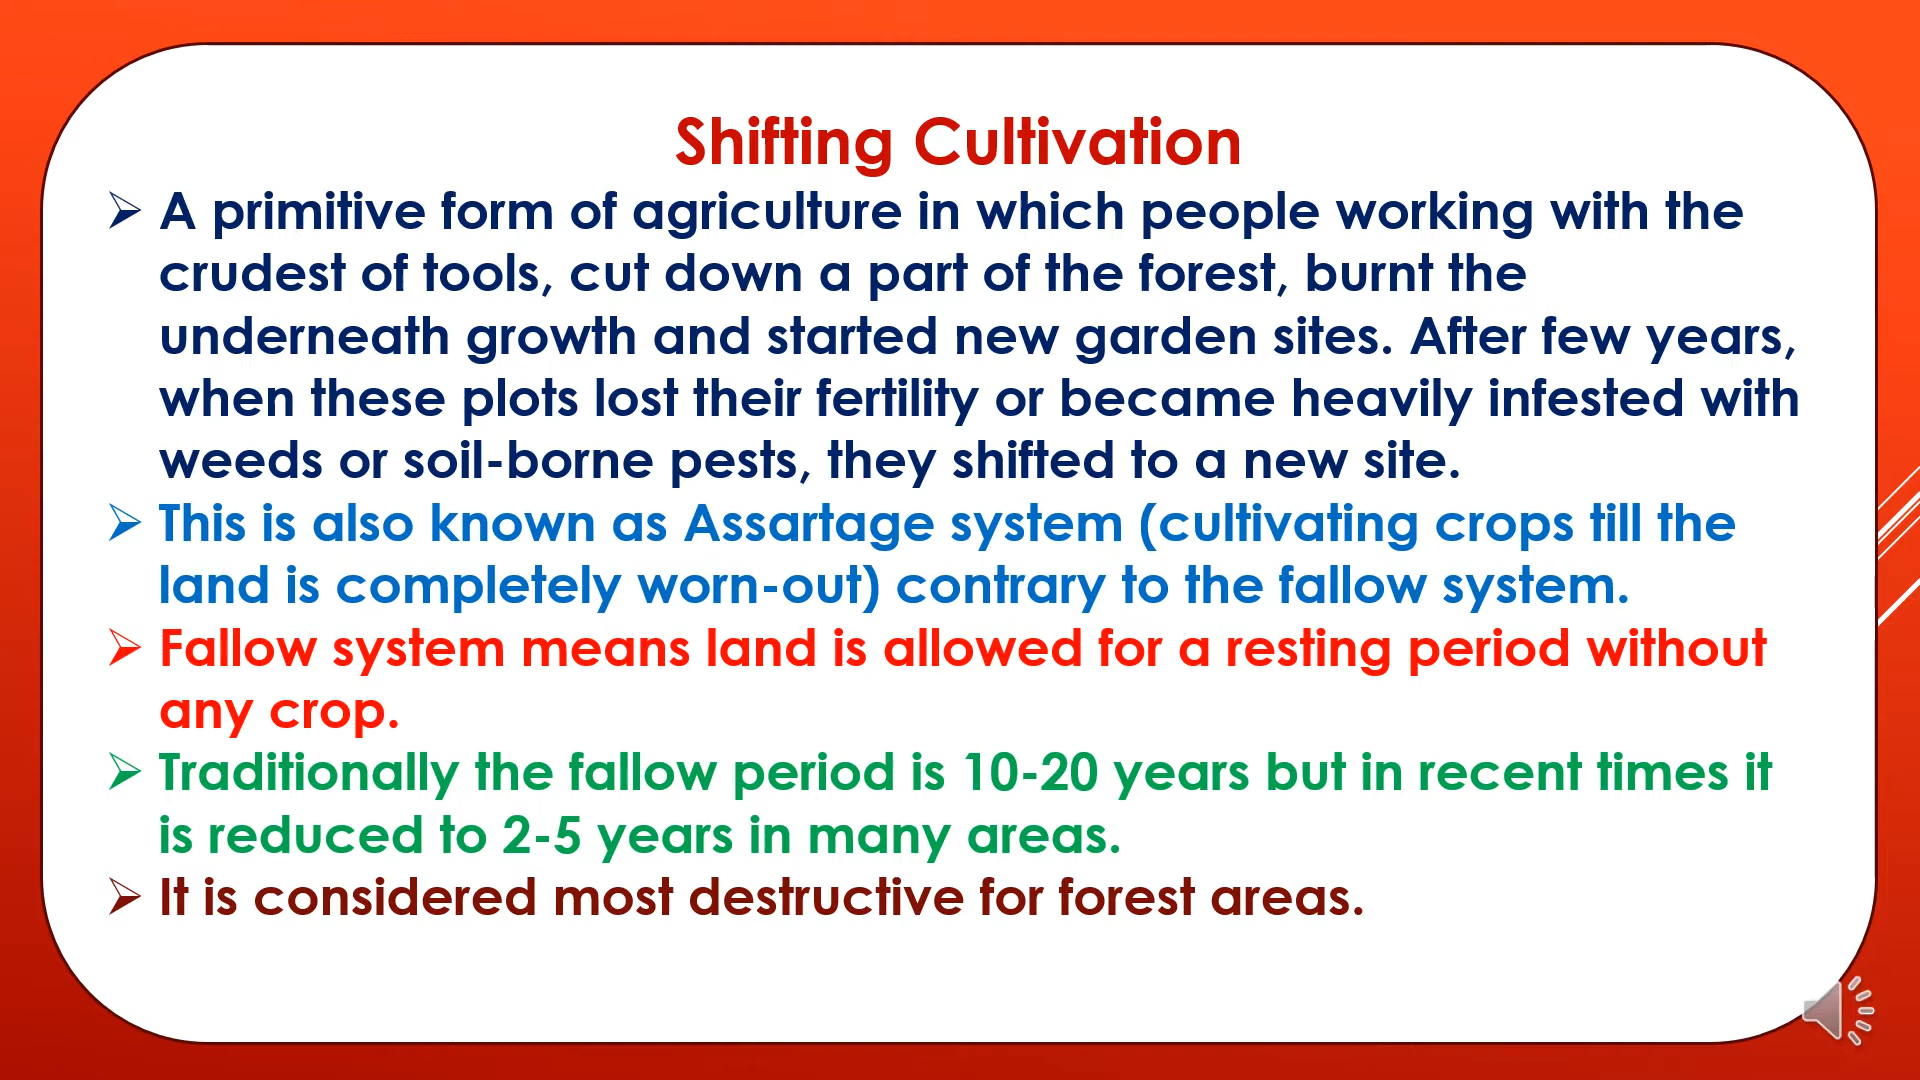 Shifting Cultivation
➢ A primitive form of agriculture in which people working with the
crudest of tools, cut down a part of the forest, burnt the
underneath growth and started new garden sites. After few years,
when these plots lost their fertility or became heavily infested with
weeds or soil-borne pests, they shifted to a new site.
➢ This is also known as Assartage system (cultivating crops till the
land is completely worn-out) contrary to the fallow system.
➢ Fallow system means land is allowed for a resting period without
any crop.
➢ Traditionally the fallow period is 10-20 years but in recent times it
is reduced to 2-5 years in many areas.
➢ It is considered most destructive for forest areas.